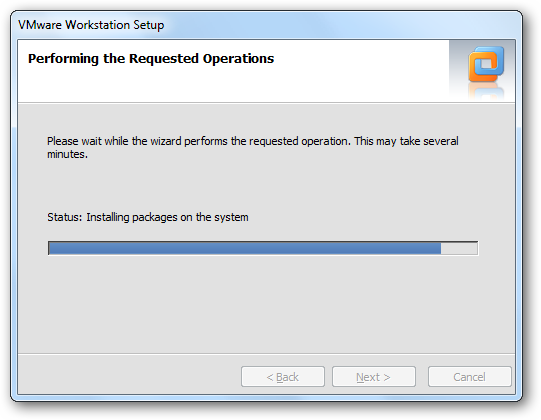 VMware Workstation Setup
Performing the Requested Operations
Please wait while the wizard performs the requested operation. This may take several
minutes.
Status: Installing packages on the system
< Back
Next >
Cancel